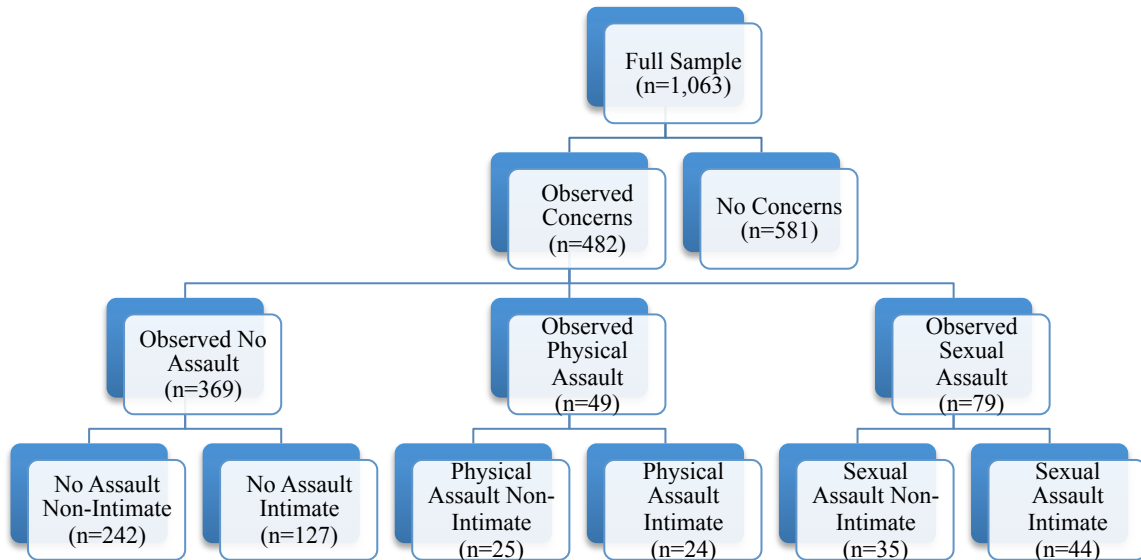 Full Sample
(n=1,063)
Observed
Concerns
(n=482)
No Concerns
(n=581)
Observed No
Assault
(n=369)
Observed
Physical
Assault
(n=49)
Observed
Sexual
Assault
(n=79)
No Assault
Non-Intimate
(n=242)
No Assault
Intimate
(n=127)
Physical
Assault Non-
Intimate
(n=25)
Physical
Assault
Intimate
(n=24)
Sexual
Assault Non-
Intimate
(n=35)
Sexual
Assault
Intimate
(n=44)